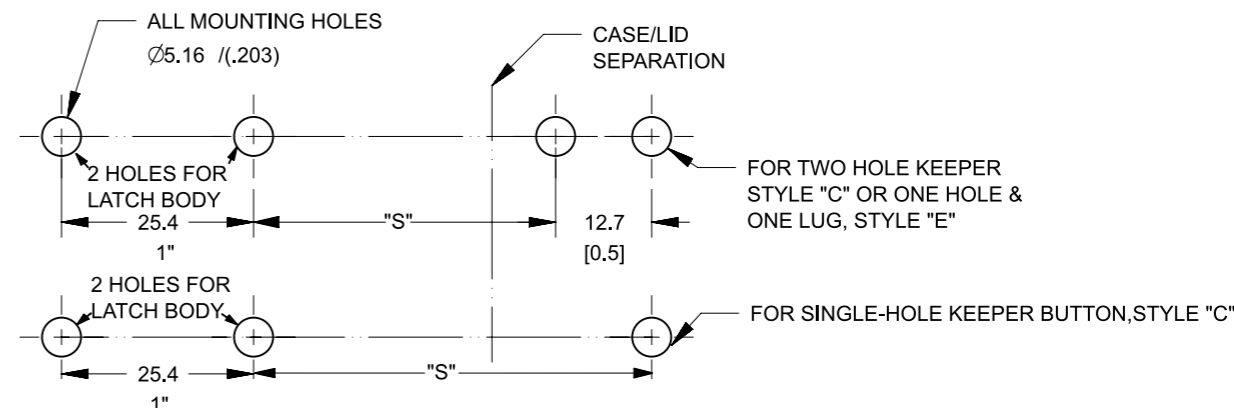 ALL MOUNTING HOLES
∅5.16 /(.203)
CASE/LID
SEPARATION
2 HOLES FOR
LATCH BODY
FOR TWO HOLE KEEPER
STYLE "C" OR ONE HOLE &
ONE LUG, STYLE "E"
25.4
1"
"S"
12.7
[0.5]
2 HOLES FOR
LATCH BODY
FOR SINGLE-HOLE KEEPER BUTTON,STYLE "C"
25.4
1"
"S"